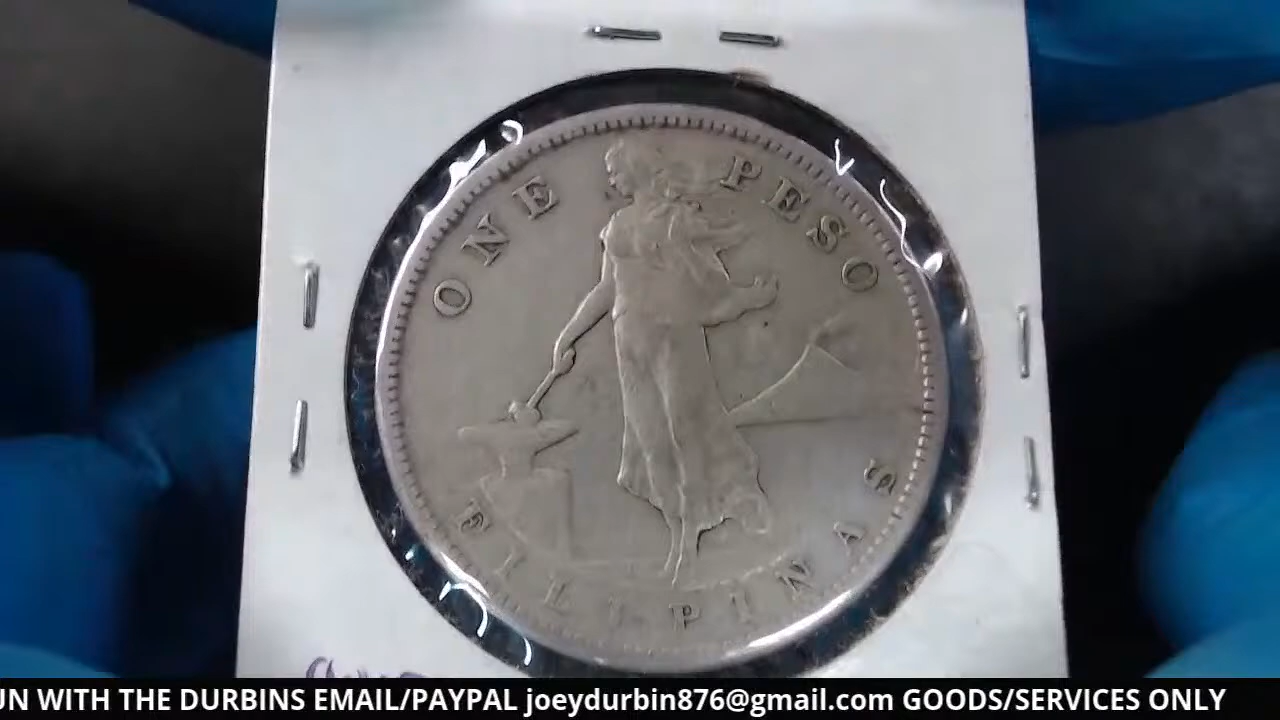 ONE PESO
FILIPINAS
UN WITH THE DURBINS EMAIL/PAYPAL joeydurbin876@gmail.com GOODS/SERVICES ONLY